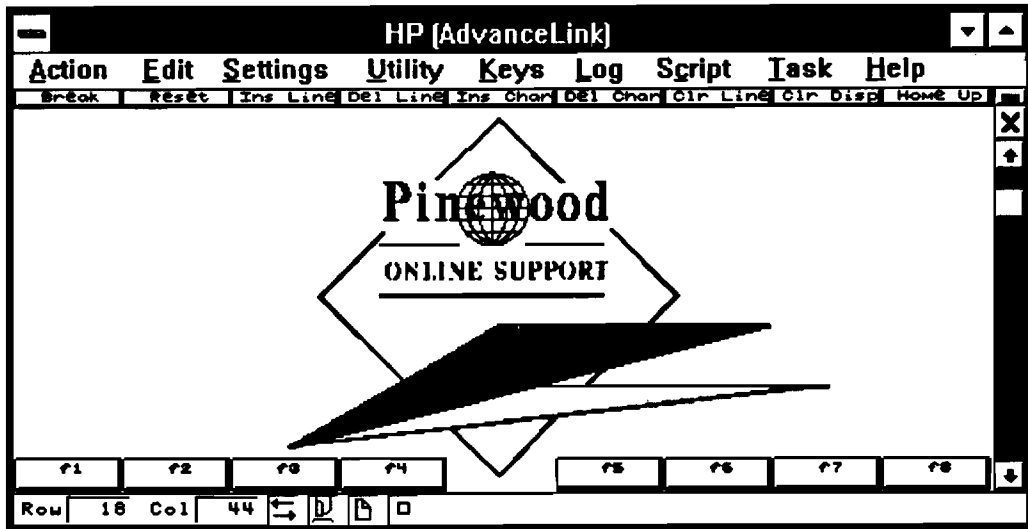 HP (AdvanceLink)
Action Edit Settings Utility Keys Log Script Task Help
Break Reset Ins Line Del Line Ins Char Del Char Clr Line Clr Disp Home Up
Pinewood
ONLINE SUPPORT
f1 f2 f3 f4 f5 f6 f7 f8
Row 18 Col 44